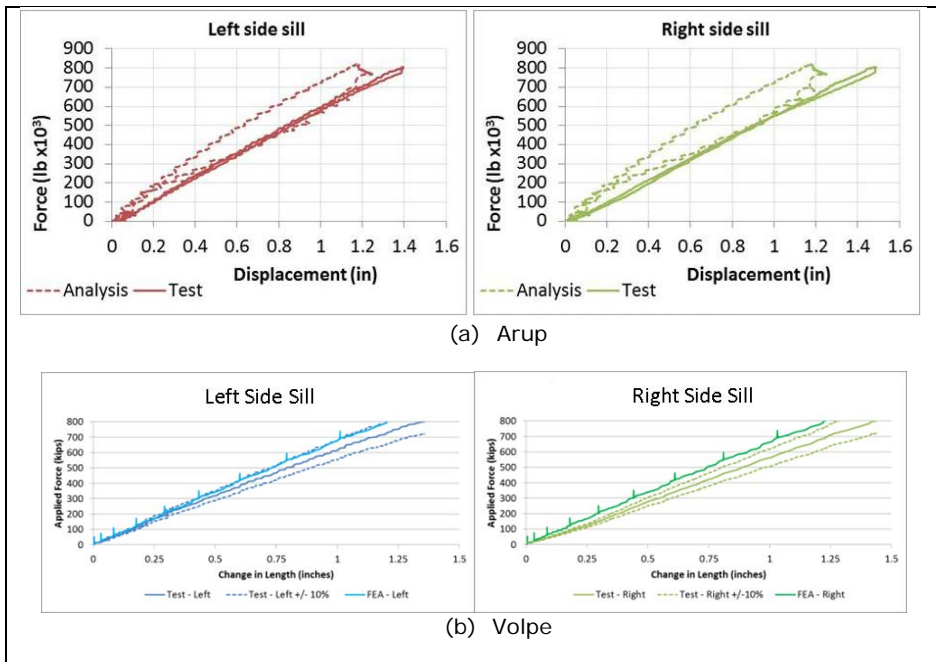 Left side sill
900
800
700
600
500
400
300
200
100
0
Force (lb x10³)
0 0.2 0.4 0.6 0.8 1 1.2 1.4 1.6
Displacement (in)
Analysis Test
Right side sill
900
800
700
600
500
400
300
200
100
0
Force (lb x10³)
0 0.2 0.4 0.6 0.8 1 1.2 1.4 1.6
Displacement (in)
Analysis Test
(a) Arup
Left Side Sill
800
700
600
500
400
300
200
100
0
Applied Force (kips)
0 0.25 0.5 0.75 1 1.25 1.5
Change in Length (inches)
Test - Left Test - Left +/- 10% FEA - Left
Right Side Sill
800
700
600
500
400
300
200
100
0
Applied Force (kips)
0 0.25 0.5 0.75 1 1.25 1.5
Change in Length (inches)
Test - Right Test - Right +/-10% FEA - Right
(b) Volpe